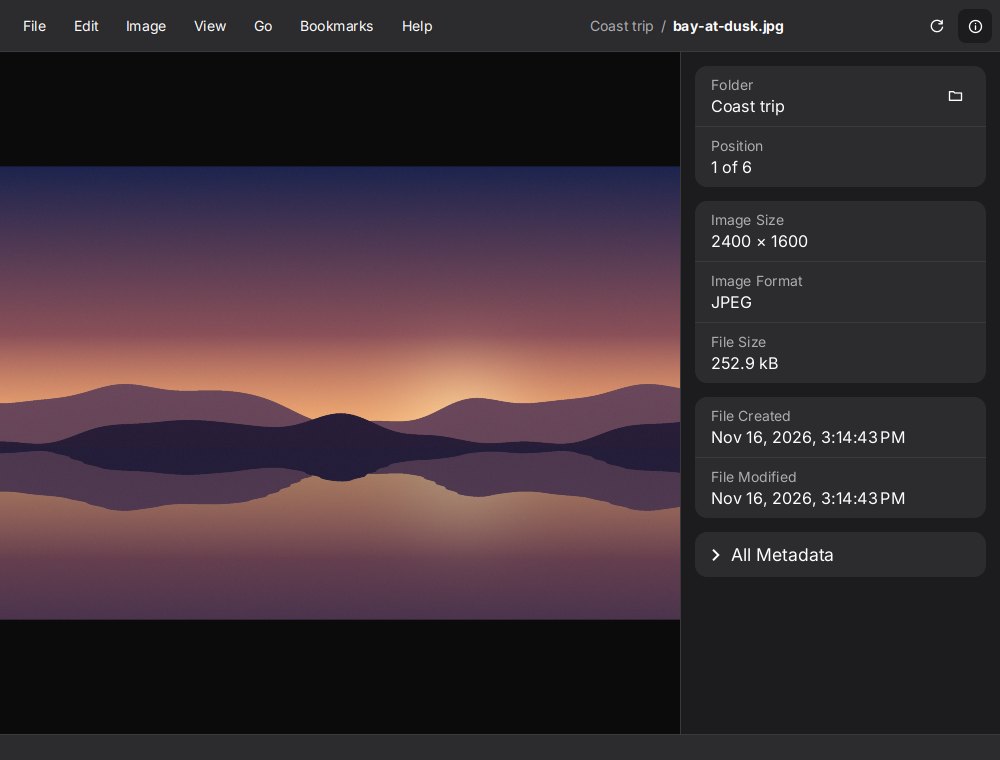 File Edit Image View Go Bookmarks Help Coast trip / bay-at-dusk.jpg
Folder
Coast trip
Position
1 of 6
Image Size
2400 × 1600
Image Format
JPEG
File Size
252.9 kB
File Created
Nov 16, 2026, 3:14:43 PM
File Modified
Nov 16, 2026, 3:14:43 PM
All Metadata